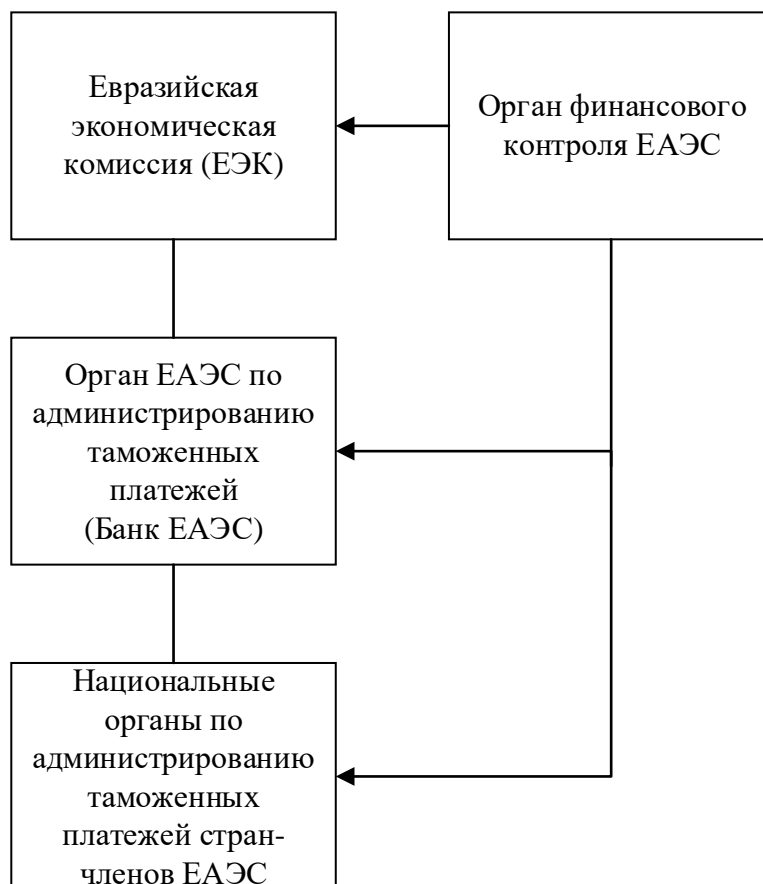 Евразийская
экономическая
комиссия (ЕЭК)
Орган финансового
контроля ЕАЭС
Орган ЕАЭС по
администрированию
таможенных
платежей
(Банк ЕАЭС)
Национальные
органы по
администрированию
таможенных
платежей стран-
членов ЕАЭС